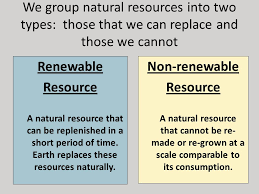 We group natural resources into two
types:  those that we can replace and
those we cannot
Renewable
Resource
A natural resource that
can be replenished in a
short period of time.
Earth replaces these
resources naturally.
Non-renewable
Resource
A natural resource
that cannot be re-
made or re-grown at a
scale comparable to
its consumption.